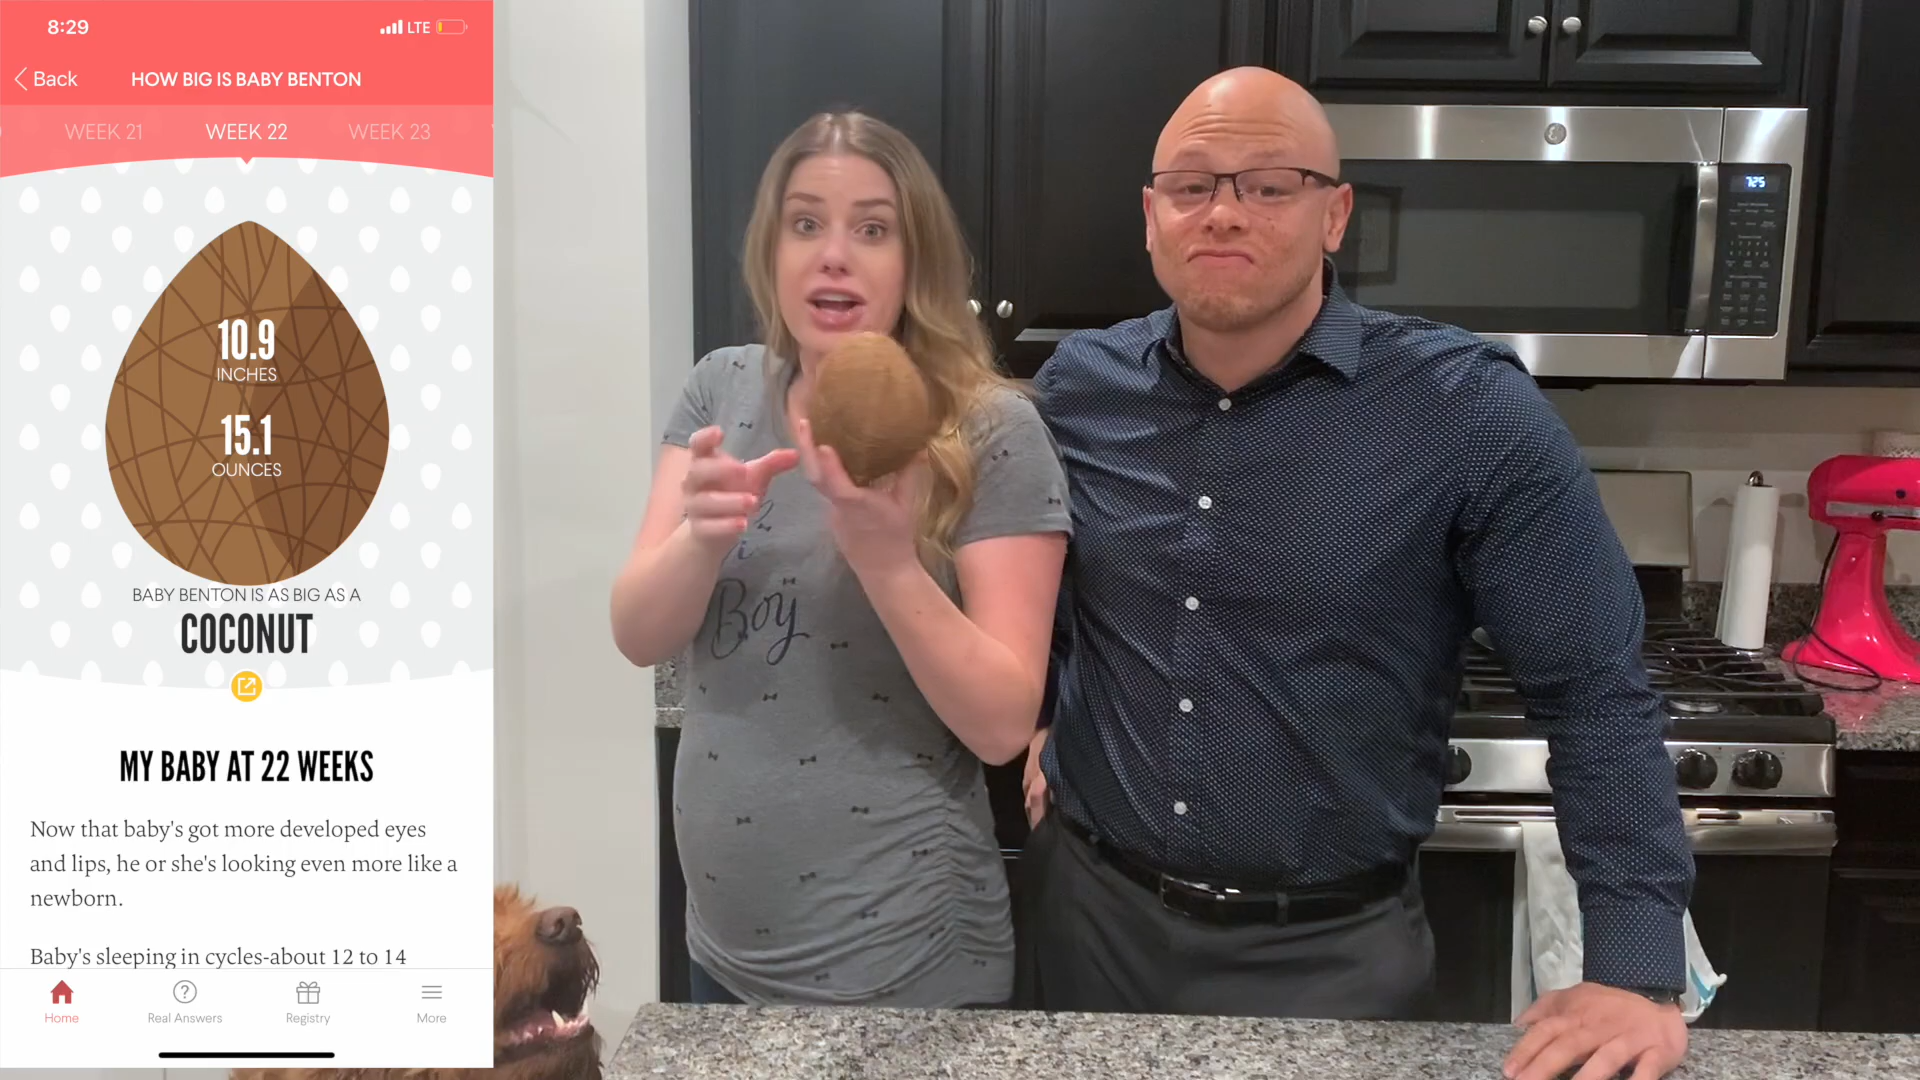 8:29
LTE
Back
HOW BIG IS BABY BENTON
WEEK 21
WEEK 22
WEEK 23
10.9
INCHES
15.1
OUNCES
BABY BENTON IS AS BIG AS A
COCONUT
MY BABY AT 22 WEEKS
Now that baby's got more developed eyes
and lips, he or she's looking even more like a
newborn.
Baby's sleeping in cycles-about 12 to 14
Home
Real Answers
Registry
More
Boy
7:25